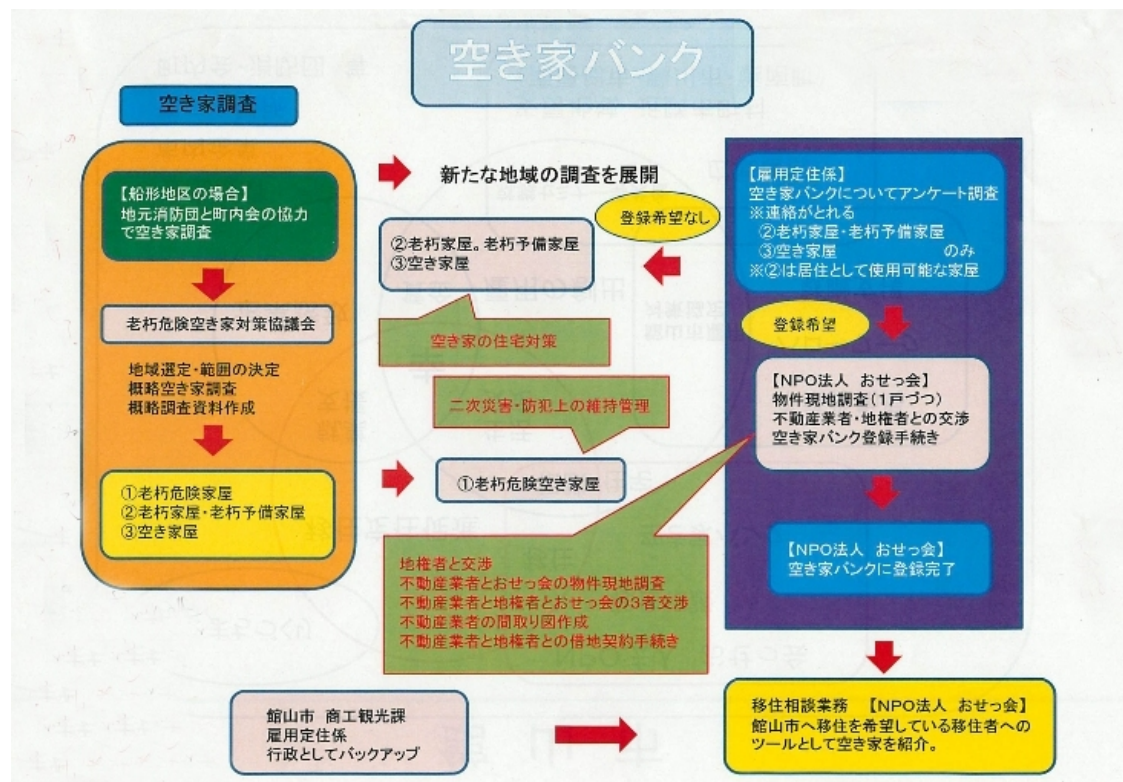 空き家バンク
空き家調査
【船形地区の場合】
地元消防団と町内会の協力
で空き家調査
老朽危険空き家対策協議会
地域選定・範囲の決定
概略空き家調査
概略調査資料作成
①老朽危険家屋
②老朽家屋・老朽予備家屋
③空き家屋
新たな地域の調査を展開
登録希望なし
②老朽家屋。老朽予備家屋
③空き家屋
空き家の住宅対策
二次災害・防犯上の維持管理
①老朽危険空き家屋
地権者と交渉
不動産業者とおせっ会の物件現地調査
不動産業者と地権者とおせっ会の3者交渉
不動産業者の間取り図作成
不動産業者と地権者との借地契約手続き
【雇用定住係】
空き家バンクについてアンケート調査
※連絡がとれる
②老朽家屋・老朽予備家屋
③空き家屋 のみ
※②は居住として使用可能な家屋
登録希望
【NPO法人 おせっ会】
物件現地調査(1戸づつ)
不動産業者・地権者との交渉
空き家バンク登録手続き
【NPO法人 おせっ会】
空き家バンクに登録完了
館山市 商工観光課
雇用定住係
行政としてバックアップ
移住相談業務 【NPO法人 おせっ会】
館山市へ移住を希望している移住者への
ツールとして空き家を紹介。